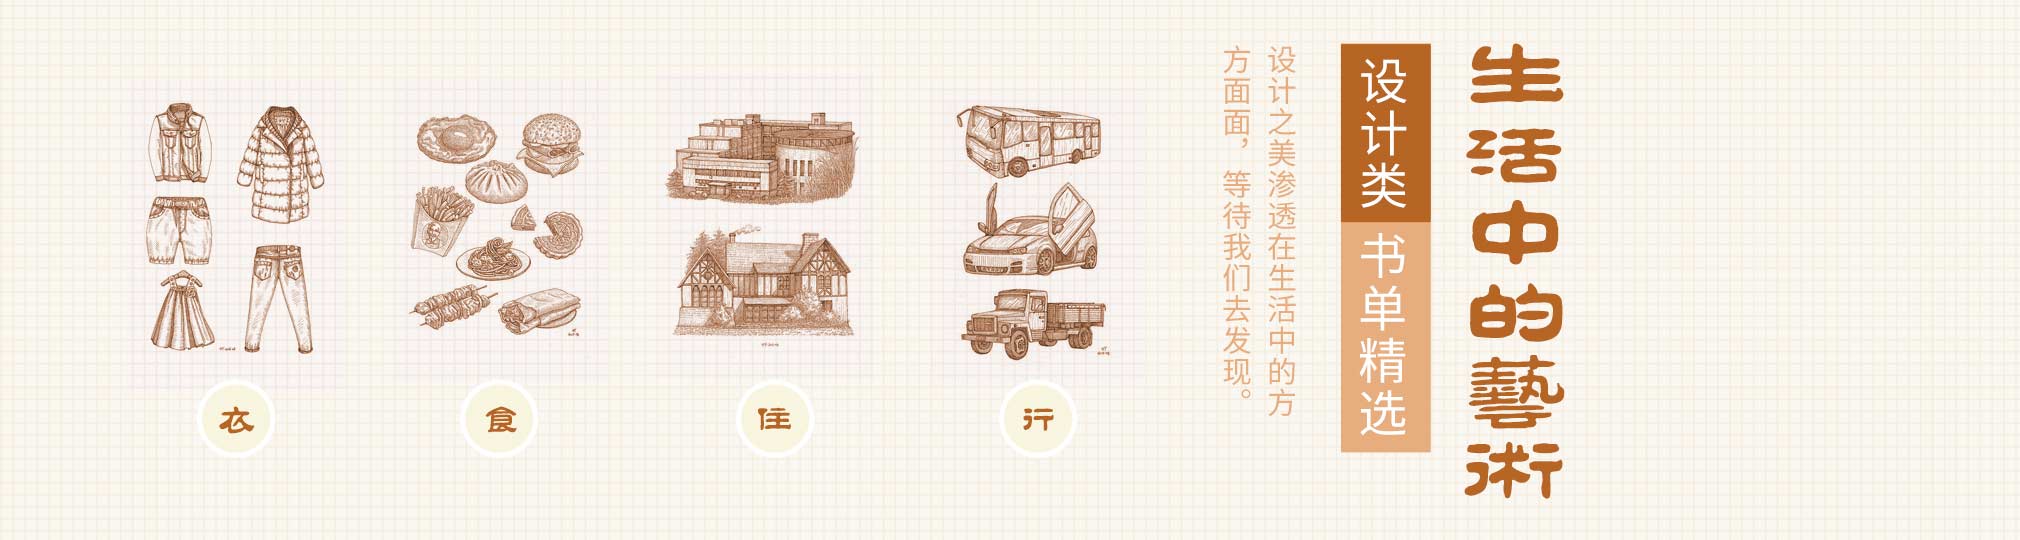 生活中的藝術
设计类
书单精选
设计之美渗透在生活中的方
方面面，等待我们去发现。
衣
食
住
行